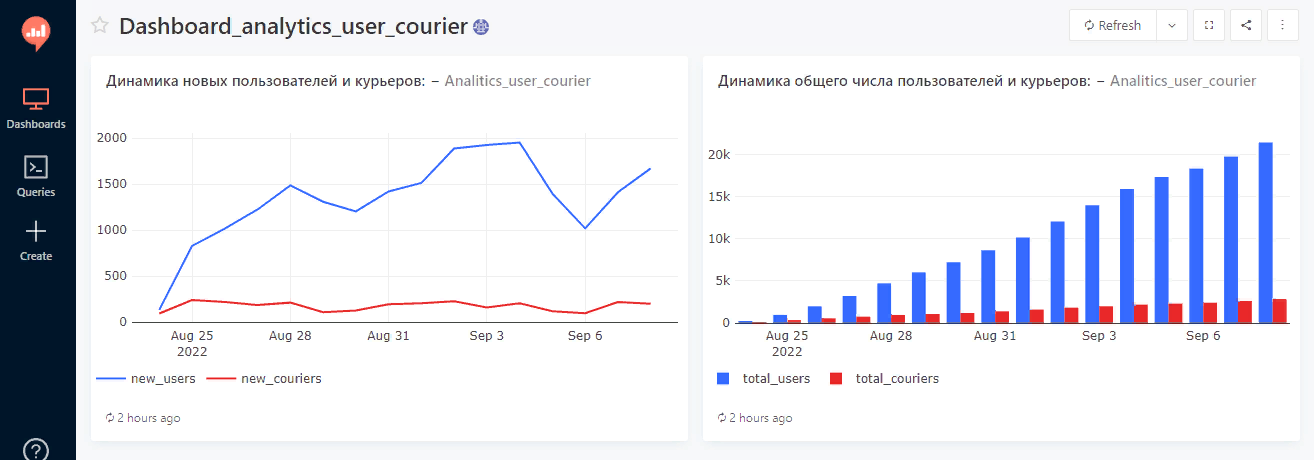 Dashboard_analytics_user_courier
Refresh
Dashboards
Queries
Create
Динамика новых пользователей и курьеров: – Analitics_user_courier
2000
1500
1000
500
0
Aug 25
2022
Aug 28
Aug 31
Sep 3
Sep 6
new_users
new_couriers
2 hours ago
Динамика общего числа пользователей и курьеров: – Analitics_user_courier
20k
15k
10k
5k
0
Aug 25
2022
Aug 28
Aug 31
Sep 3
Sep 6
total_users
total_couriers
2 hours ago